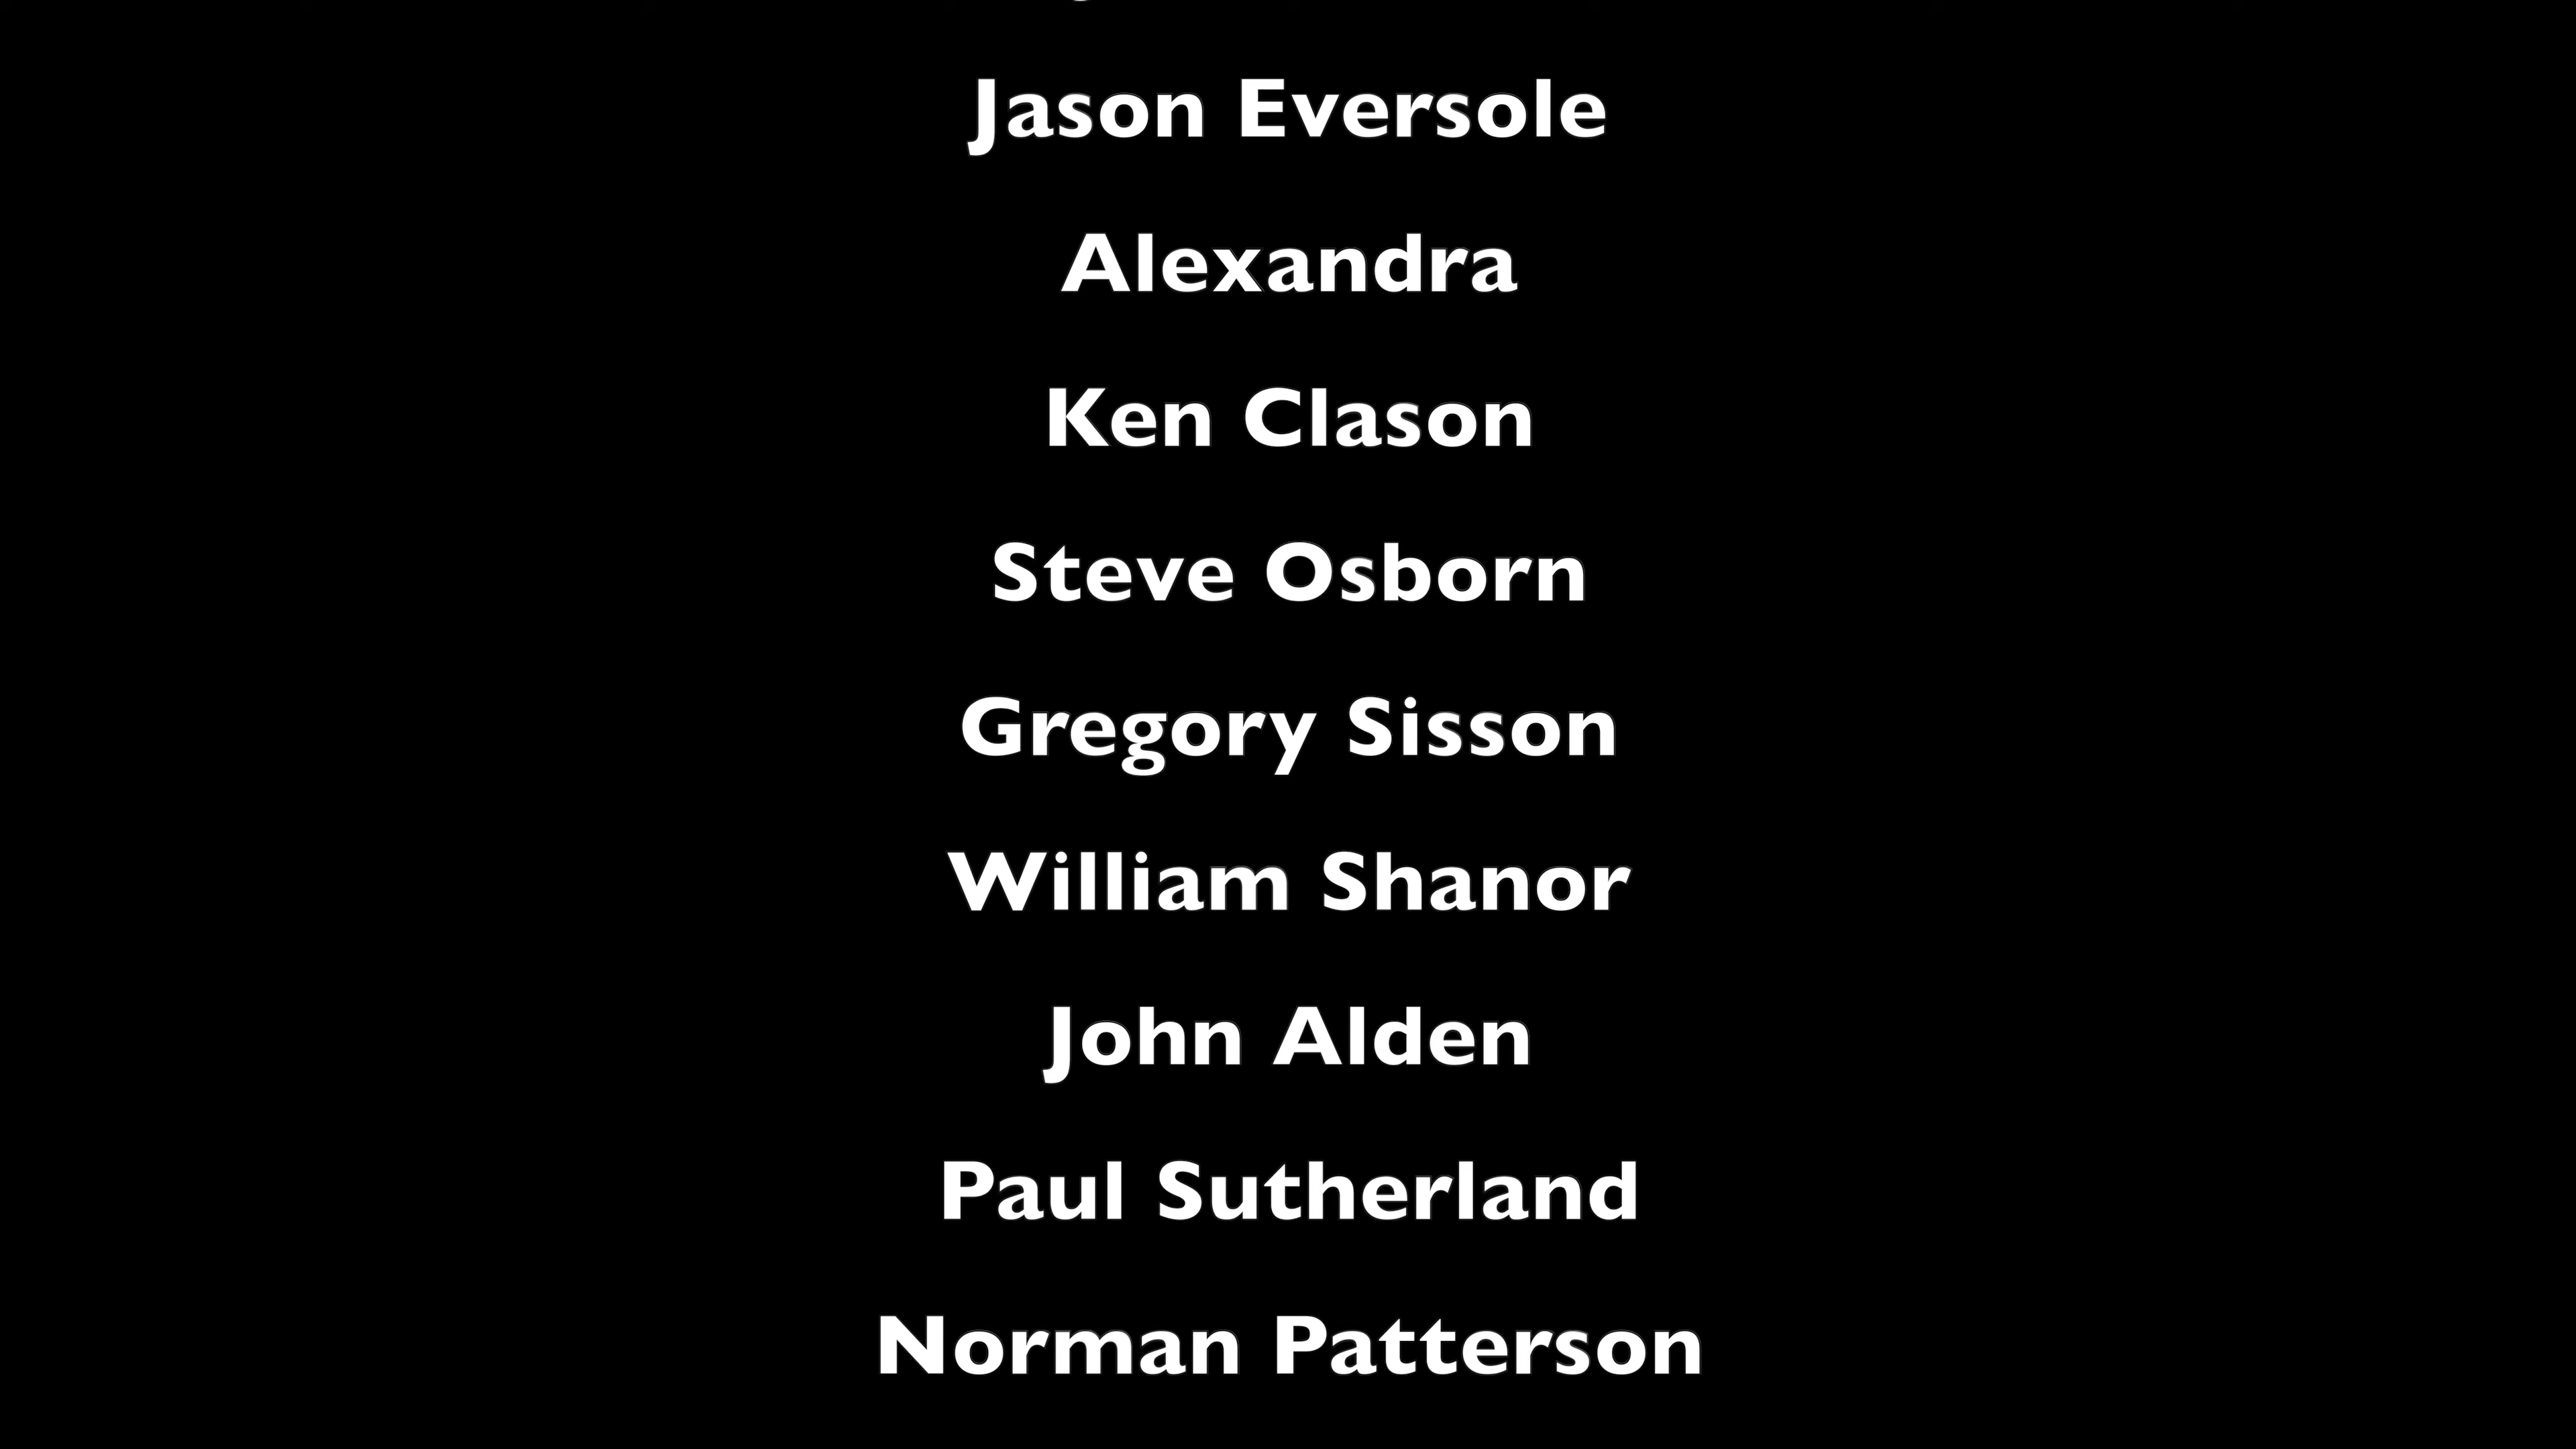 Jason Eversole
Alexandra
Ken Clason
Steve Osborn
Gregory Sisson
William Shanor
John Alden
Paul Sutherland
Norman Patterson